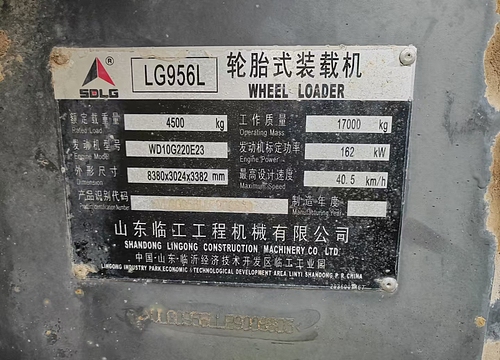 SDLG ®
LG956L
轮胎式装载机
WHEEL LOADER
额定载重量 4500 kg
Rated Load
工作质量 17000 kg
Operating Mass
发动机型号 WD10G220E23
Engine Model
发动机标定功率 162 kW
Engine Power
外形尺寸 8380x3024x3382 mm
Dimension
最高设计速度 40.5 km/h
Maximum Speed
产品识别代码
Product Identification Number
制造年度
Manufacturing Year
山东临工工程机械有限公司
SHANDONG LINGONG CONSTRUCTION MACHINERY CO. LTD.
中国·山东·临沂经济技术开发区临工工业园
LINGONG INDUSTRY PARK,ECONOMIC & TECHNOLOGICAL DEVELOPMENT AREA, LINYI SHANDONG P. R. CHINA